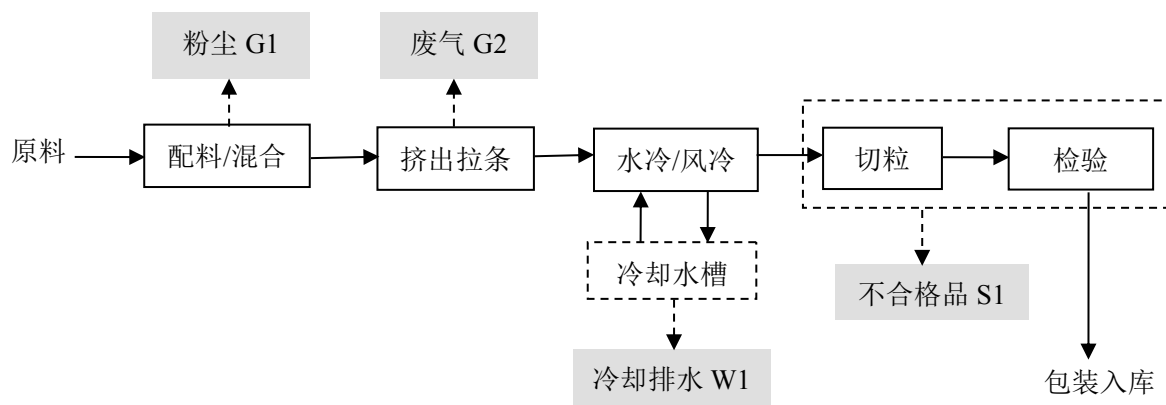 粉尘 G1
废气 G2
原料
配料/混合
挤出拉条
水冷/风冷
切粒
检验
冷却水槽
不合格品 S1
冷却排水 W1
包装入库